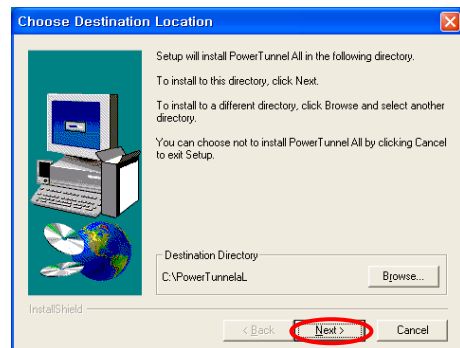 Choose Destination Location
Setup will install PowerTunnel All in the following directory.
To install to this directory, click Next.
To install to a different directory, click Browse and select another
directory.
You can choose not to install PowerTunnel All by clicking Cancel
to exit Setup.
Destination Directory
C:\PowerTunnelaL
Browse...
InstallShield
< Back
Next >
Cancel